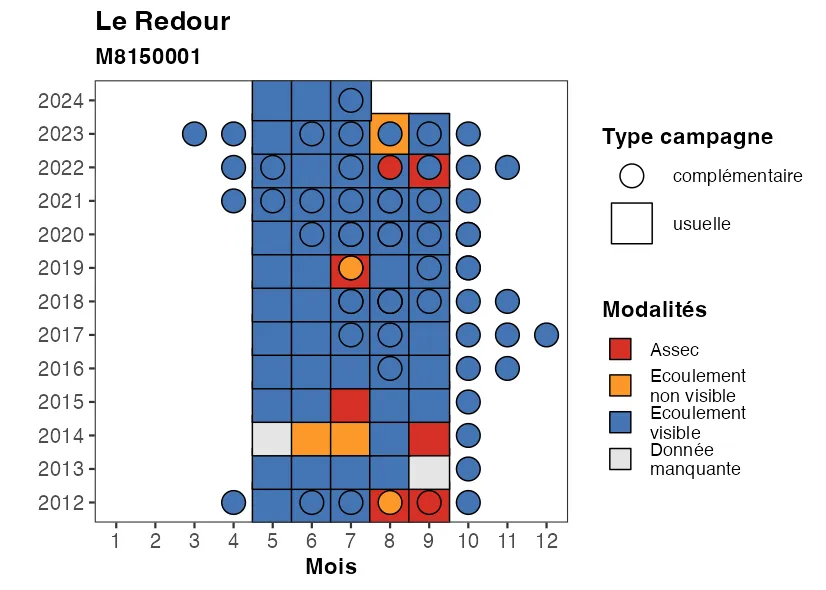 Le Redour
M8150001
2024
2023
2022
2021
2020
2019
2018
2017
2016
2015
2014
2013
2012
1 2 3 4 5 6 7 8 9 10 11 12
Mois
Type campagne
complémentaire
usuelle
Modalités
Assec
Ecoulement
non visible
Ecoulement
visible
Donnée
manquante